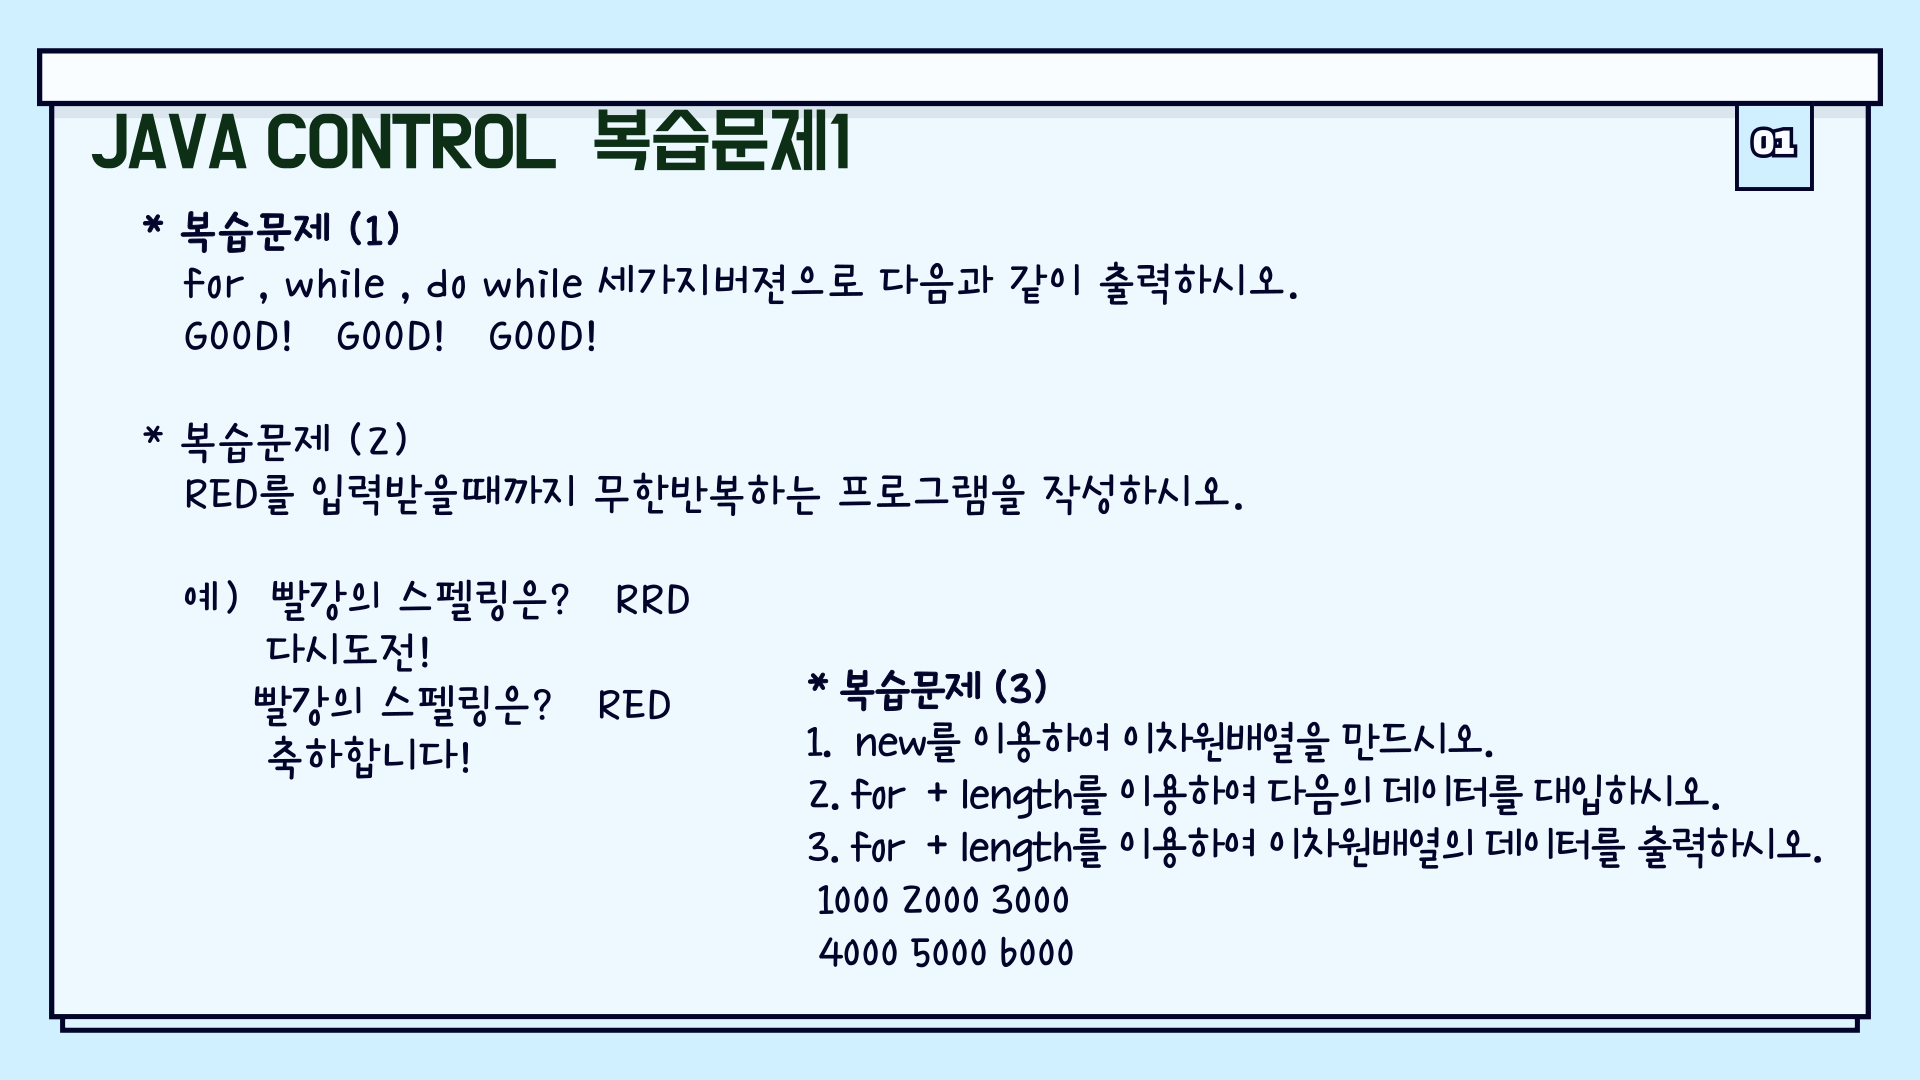 JAVA CONTROL 복습문제1
01
* 복습문제 (1)
for , while , do while 세가지버젼으로 다음과 같이 출력하시오.
GOOD! GOOD! GOOD!
* 복습문제 (2)
RED를 입력받을때까지 무한반복하는 프로그램을 작성하시오.
예) 빨강의 스펠링은? RRD
다시도전!
빨강의 스펠링은? RED
축하합니다!
* 복습문제 (3)
1. new를 이용하여 이차원배열을 만드시오.
2. for + length를 이용하여 다음의 데이터를 대입하시오.
3. for + length를 이용하여 이차원배열의 데이터를 출력하시오.
1000 2000 3000
4000 5000 6000